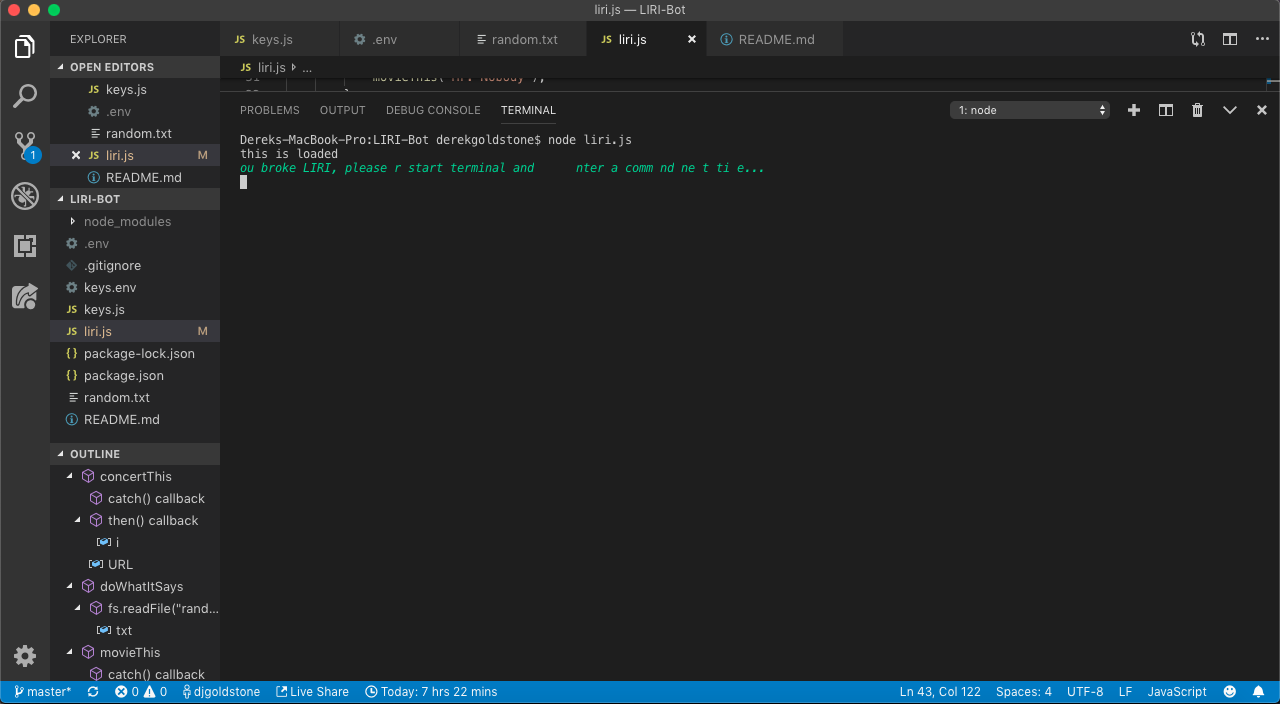 liri.js — LIRI-Bot
EXPLORER
OPEN EDITORS
JS keys.js
.env
random.txt
JS liri.js M
README.md
LIRI-BOT
node_modules
.env
.gitignore
keys.env
JS keys.js
JS liri.js M
{} package-lock.json
{} package.json
random.txt
README.md
OUTLINE
concertThis
catch() callback
then() callback
i
URL
doWhatItSays
fs.readFile("rand...
txt
movieThis
catch() callback
JS keys.js
.env
random.txt
JS liri.js
README.md
JS liri.js ...
PROBLEMS OUTPUT DEBUG CONSOLE TERMINAL
1: node
Dereks-MacBook-Pro:LIRI-Bot derekgoldstone$ node liri.js
this is loaded
ou broke LIRI, please r start terminal and nter a comm nd ne t ti e...
1
master* 0 0 djgoldstone Live Share Today: 7 hrs 22 mins Ln 43, Col 122 Spaces: 4 UTF-8 LF JavaScript